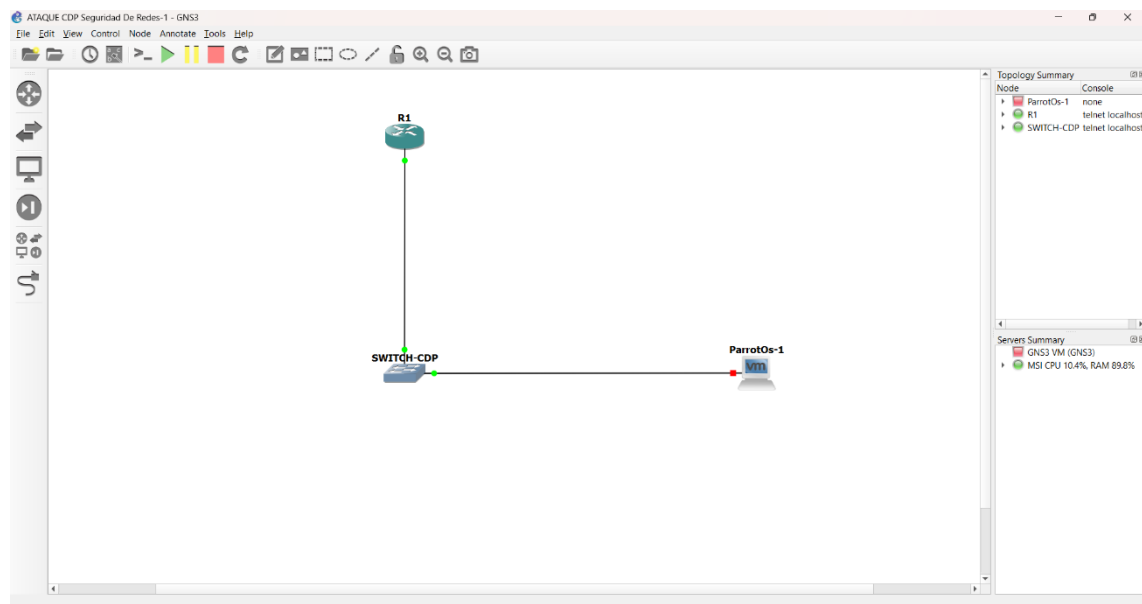 ATAQUE CDP Seguridad De Redes-1 - GNS3
File Edit View Control Node Annotate Tools Help
Topology Summary
Node Console
ParrotOs-1 none
R1 telnet localhost
SWITCH-CDP telnet localhost
R1
SWITCH-CDP
ParrotOs-1
vm
Servers Summary
GNS3 VM (GNS3)
MSI CPU 10.4%, RAM 89.8%